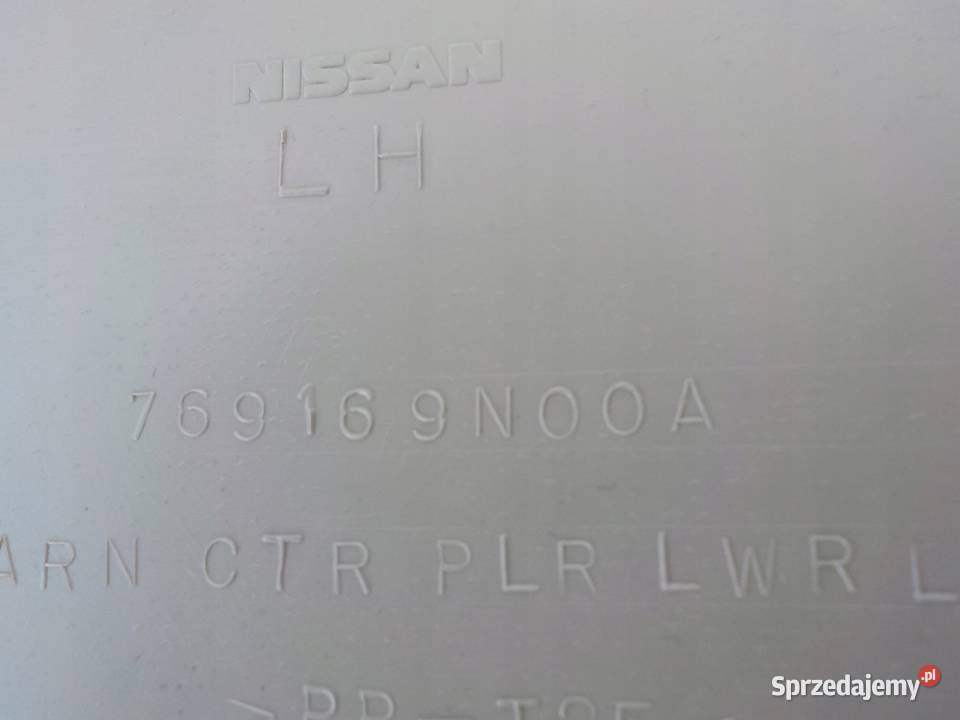 NISSAN
LH
769169N00A
ARN CTR PLR LWR L
Sprzedajemy.pl